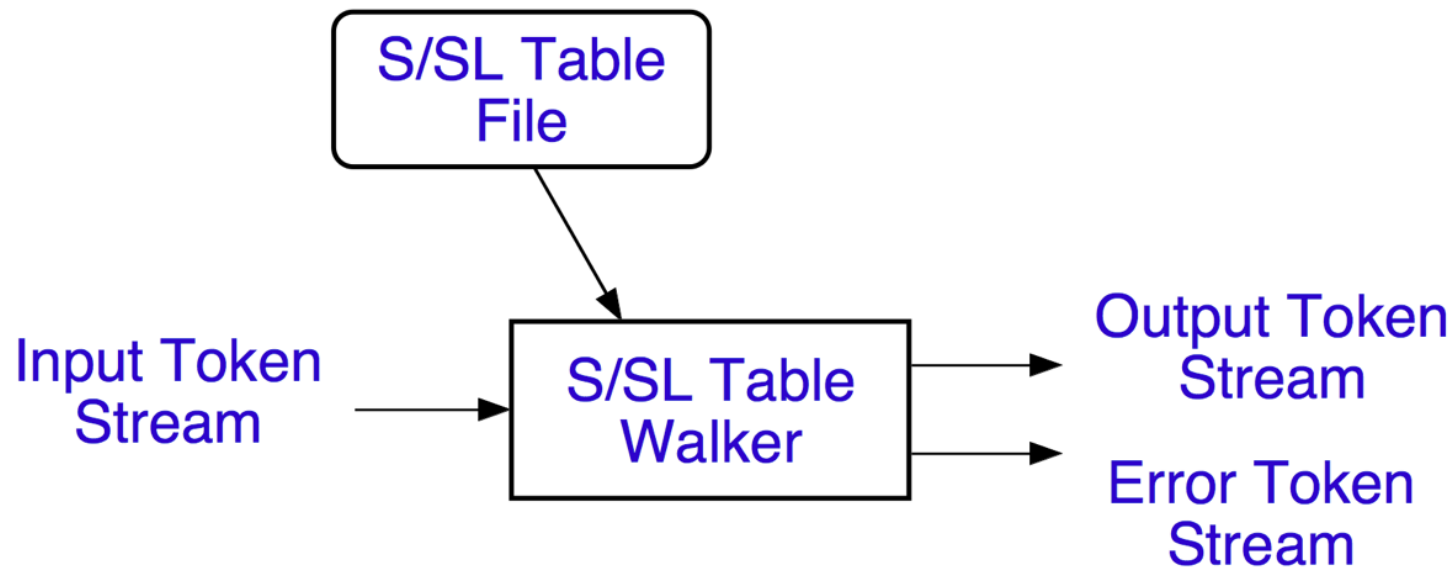 S/SL Table
File
Input Token
Stream
S/SL Table
Walker
Output Token
Stream
Error Token
Stream